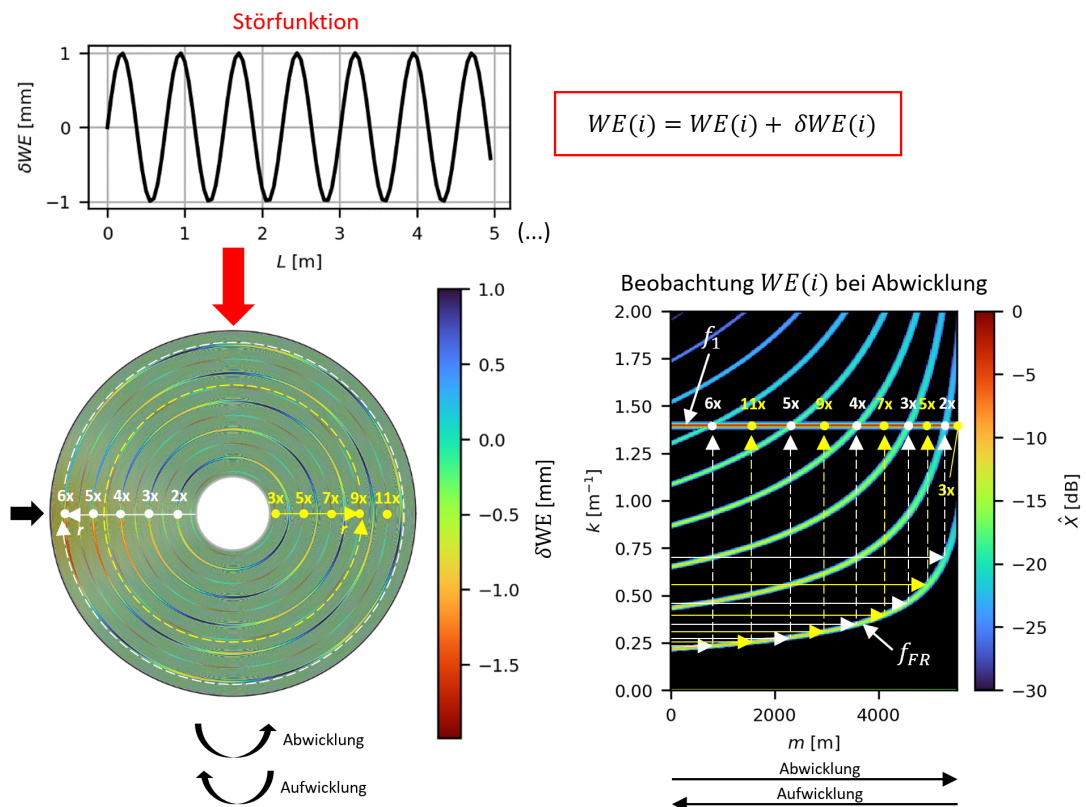 Störfunktion
1
0
−1
δWE [mm]
0 1 2 3 4 5
(...)
L [m]
WE(i) = WE(i) + δWE(i)
6x 5x 4x 3x 2x 3x 5x 7x 9x 11x
r r
1.0
0.5
0.0
−0.5
−1.0
−1.5
δWE [mm]
Abwicklung
Aufwicklung
Beobachtung WE(i) bei Abwicklung
2.00
1.75
1.50
1.25
1.00
0.75
0.50
0.25
0.00
k [m⁻¹]
f₁
6x 11x 5x 9x 4x 7x 3x 5x 2x
3x
f_FR
0 2000 4000
m [m]
0
−5
−10
−15
−20
−25
−30
X̂ [dB]
Abwicklung
Aufwicklung